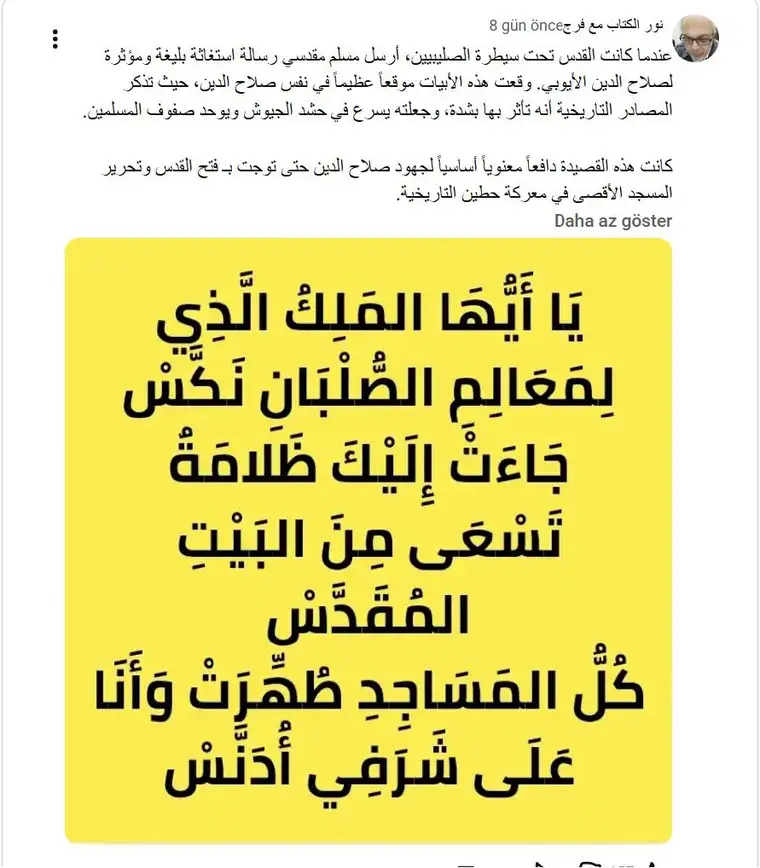 نور الكتاب مع فرج 8 gün önce
عندما كانت القدس تحت سيطرة الصليبيين، أرسل مسلم مقدسي رسالة استغاثة بليغة ومؤثرة
لصلاح الدين الأيوبي. وقعت هذه الأبيات موقعاً عظيماً في نفس صلاح الدين، حيث تذكر
المصادر التاريخية أنه تأثر بها بشدة، وجعلته يسرع في حشد الجيوش ويوحد صفوف المسلمين.
كانت هذه القصيدة دافعاً معنوياً أساسياً لجهود صلاح الدين حتى توجت بـ فتح القدس وتحرير
المسجد الأقصى في معركة حطين التاريخية.
Daha az göster
يَا أَيُّهَا المَلِكُ الَّذِي
لِمَعَالِمِ الصُّلْبَانِ نَكَّسْ
جَاءَتْ إِلَيْكَ ظَلامَةٌ
تَسْعَى مِنَ البَيْتِ
المُقَدَّسْ
كُلُّ المَسَاجِدِ طُهِّرَتْ وَأَنَا
عَلَى شَرَفِي أُدَنَّسْ